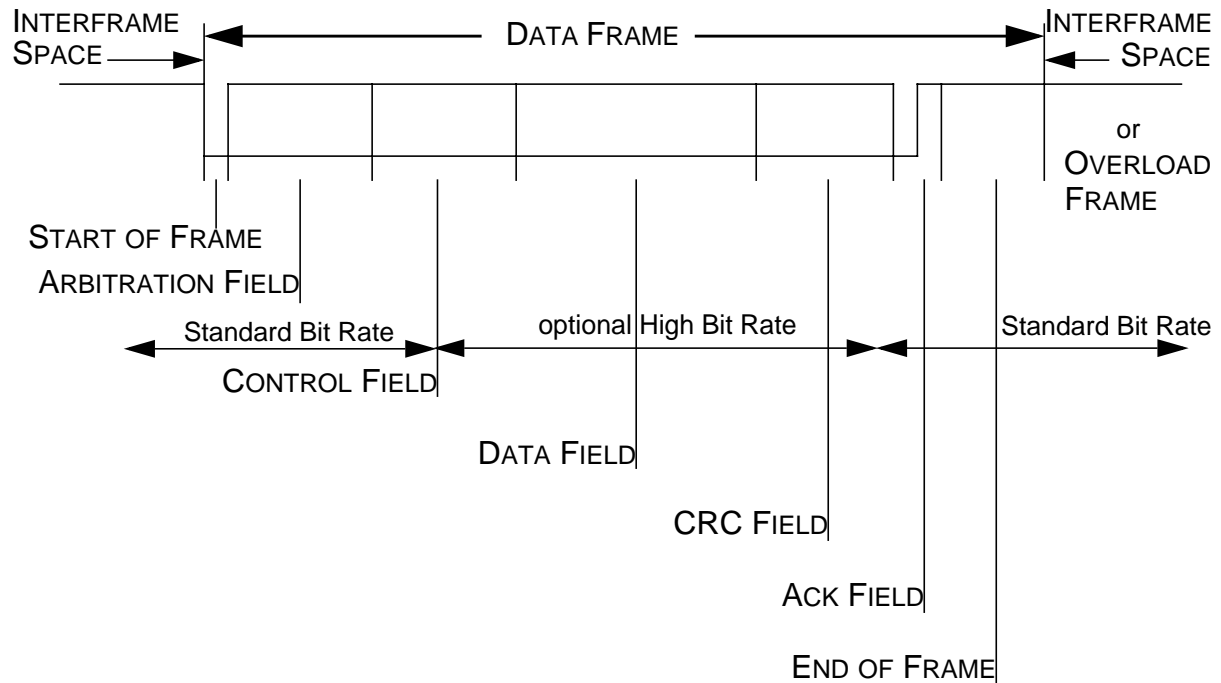 INTERFRAME
SPACE
DATA FRAME
INTERFRAME
SPACE
or
OVERLOAD
FRAME
START OF FRAME
ARBITRATION FIELD
Standard Bit Rate
optional High Bit Rate
Standard Bit Rate
CONTROL FIELD
DATA FIELD
CRC FIELD
ACK FIELD
END OF FRAME